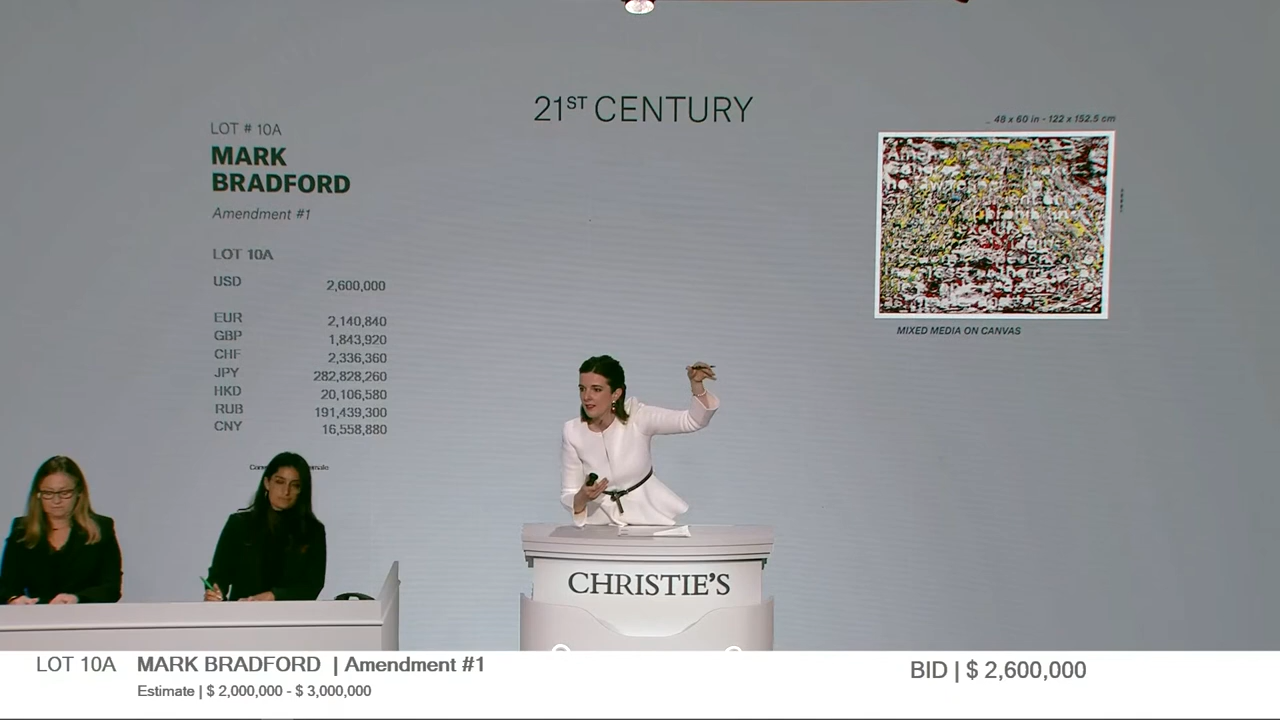 21ST CENTURY
LOT # 10A
MARK
BRADFORD
Amendment #1
LOT 10A
USD 2,600,000
EUR 2,140,840
GBP 1,843,920
CHF 2,336,360
JPY 282,828,260
HKD 20,106,580
RUB 191,439,300
CNY 16,558,880
48 x 60 in - 122 x 152.5 cm
MIXED MEDIA ON CANVAS
CHRISTIE'S
LOT 10A MARK BRADFORD | Amendment #1
Estimate | $ 2,000,000 - $ 3,000,000
BID | $ 2,600,000